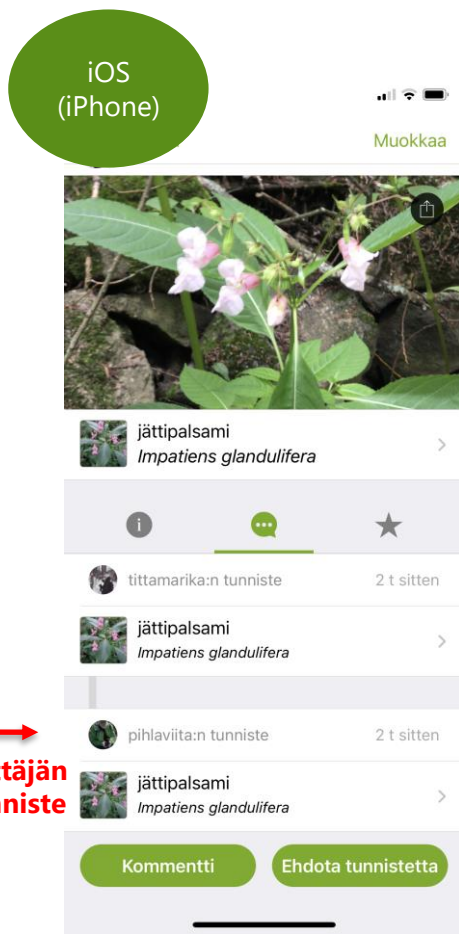 iOS
(iPhone)
Muokkaa
jättipalsami
Impatiens glandulifera
i
tittamarika:n tunniste
2 t sitten
jättipalsami
Impatiens glandulifera
pihlaviita:n tunniste
2 t sitten
jättipalsami
Impatiens glandulifera
Kommentti
Ehdota tunnistetta